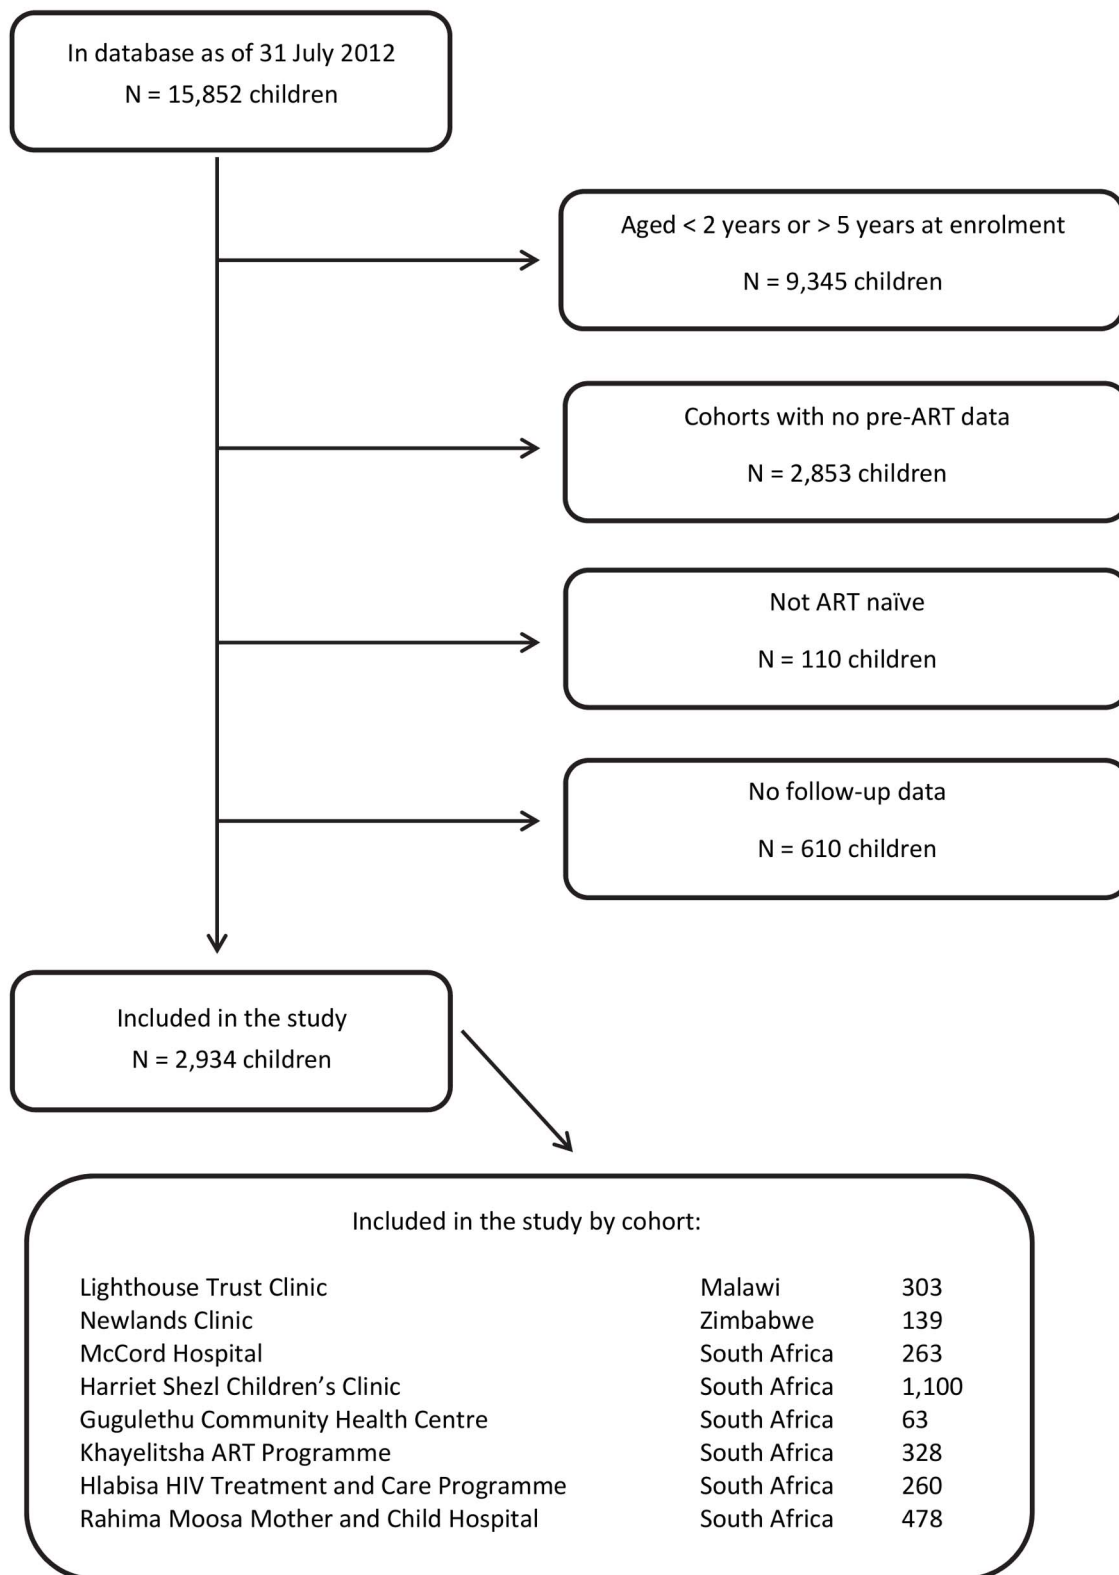 In database as of 31 July 2012
N = 15,852 children
Aged < 2 years or > 5 years at enrolment
N = 9,345 children
Cohorts with no pre-ART data
N = 2,853 children
Not ART naïve
N = 110 children
No follow-up data
N = 610 children
Included in the study
N = 2,934 children
Included in the study by cohort:
Lighthouse Trust Clinic Malawi 303
Newlands Clinic Zimbabwe 139
McCord Hospital South Africa 263
Harriet Shezl Children’s Clinic South Africa 1,100
Gugulethu Community Health Centre South Africa 63
Khayelitsha ART Programme South Africa 328
Hlabisa HIV Treatment and Care Programme South Africa 260
Rahima Moosa Mother and Child Hospital South Africa 478